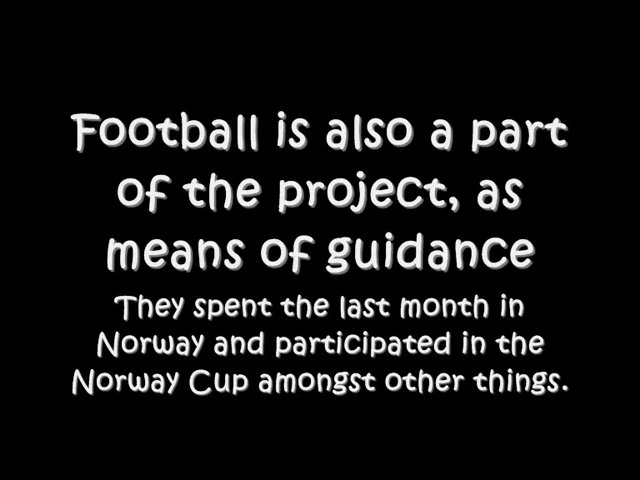 Football is also a part
of the project, as
means of guidance
They spent the last month in
Norway and participated in the
Norway Cup amongst other things.